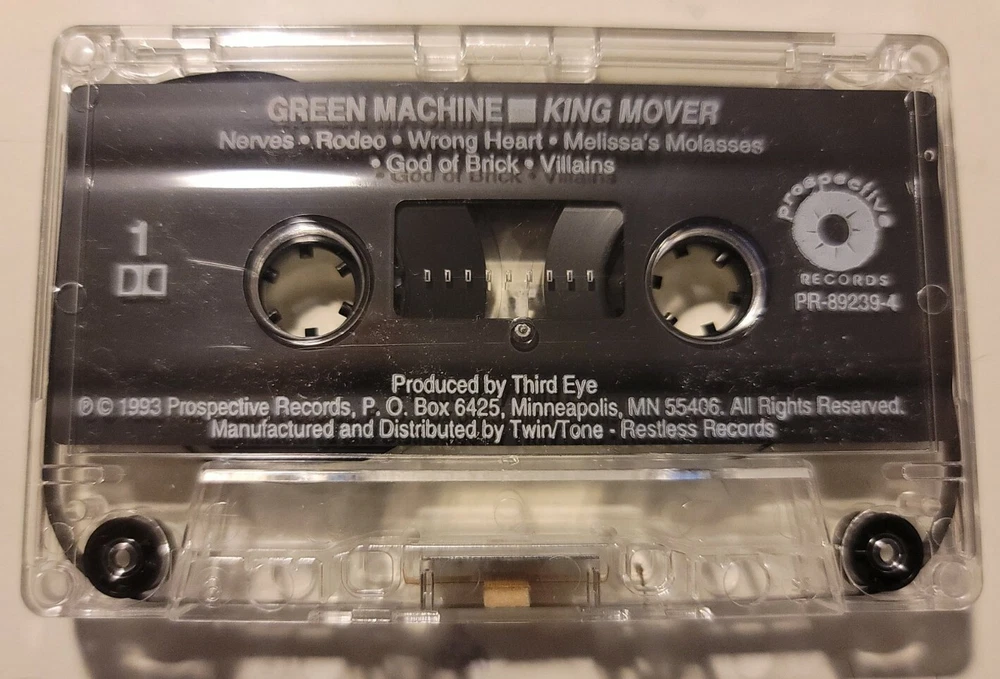 GREEN MACHINE ■ KING MOVER
Nerves • Rodeo • Wrong Heart • Melissa's Molasses
• God of Brick • Villains
1
prospective
RECORDS
PR-89239-4
Produced by Third Eye
℗ © 1993 Prospective Records, P. O. Box 6425, Minneapolis, MN 55406. All Rights Reserved.
Manufactured and Distributed by Twin/Tone - Restless Records